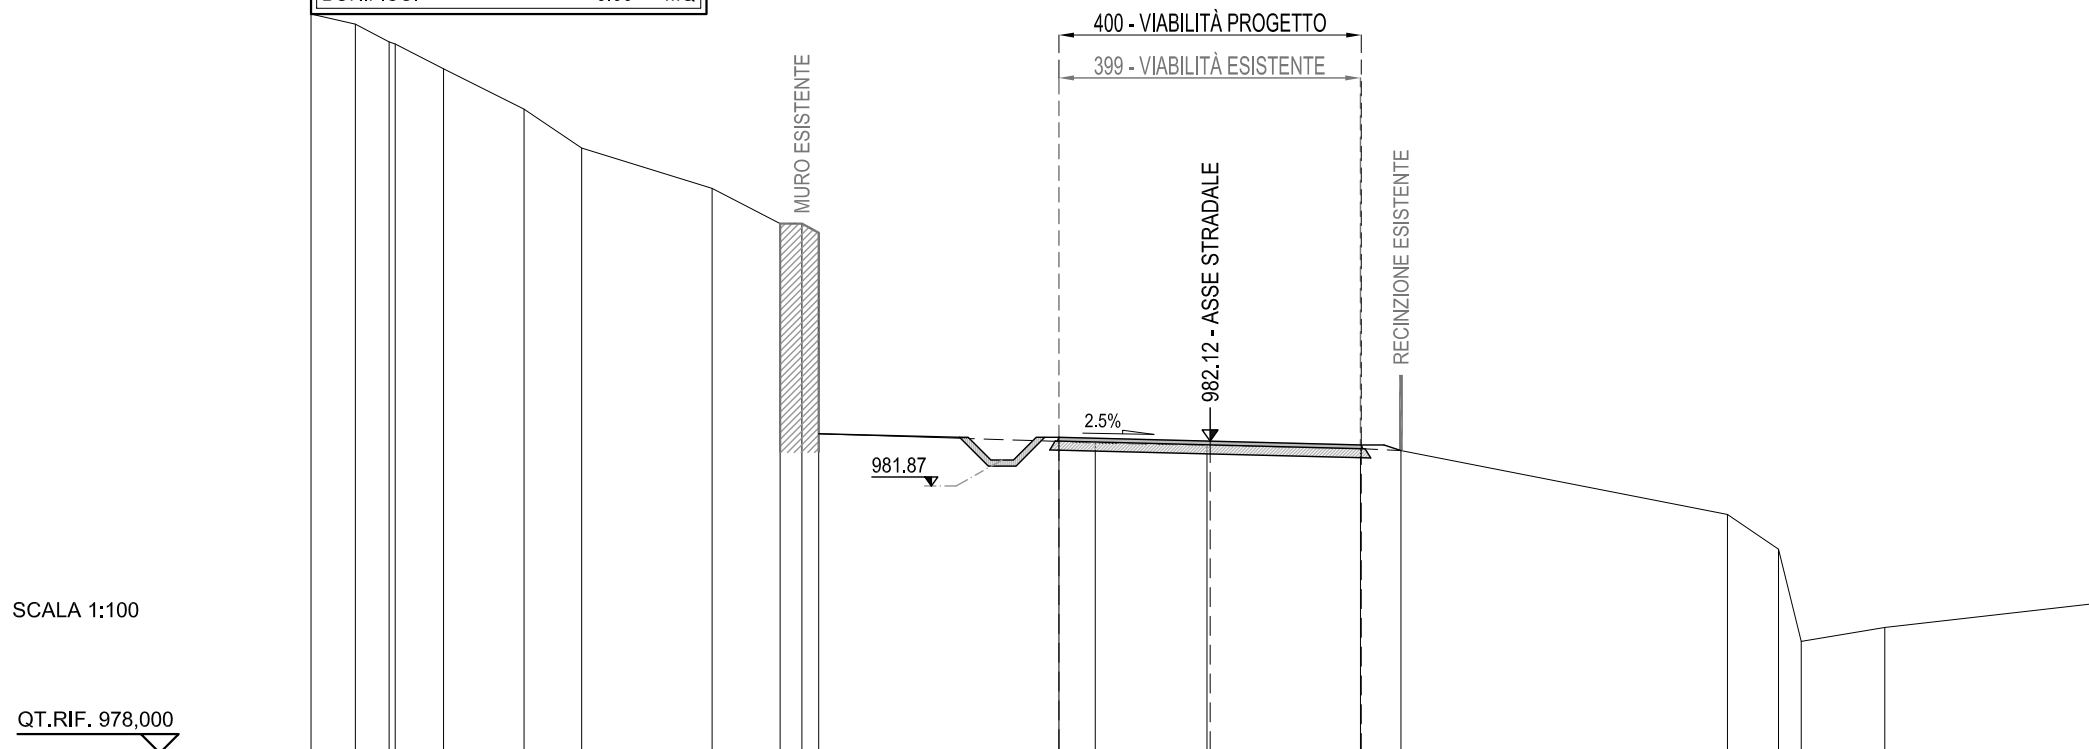 400 - VIABILITÀ PROGETTO
399 - VIABILITÀ ESISTENTE
MURO ESISTENTE
982.12 - ASSE STRADALE
RECINZIONE ESISTENTE
2.5%
981.87
SCALA 1:100
QT.RIF. 978,000